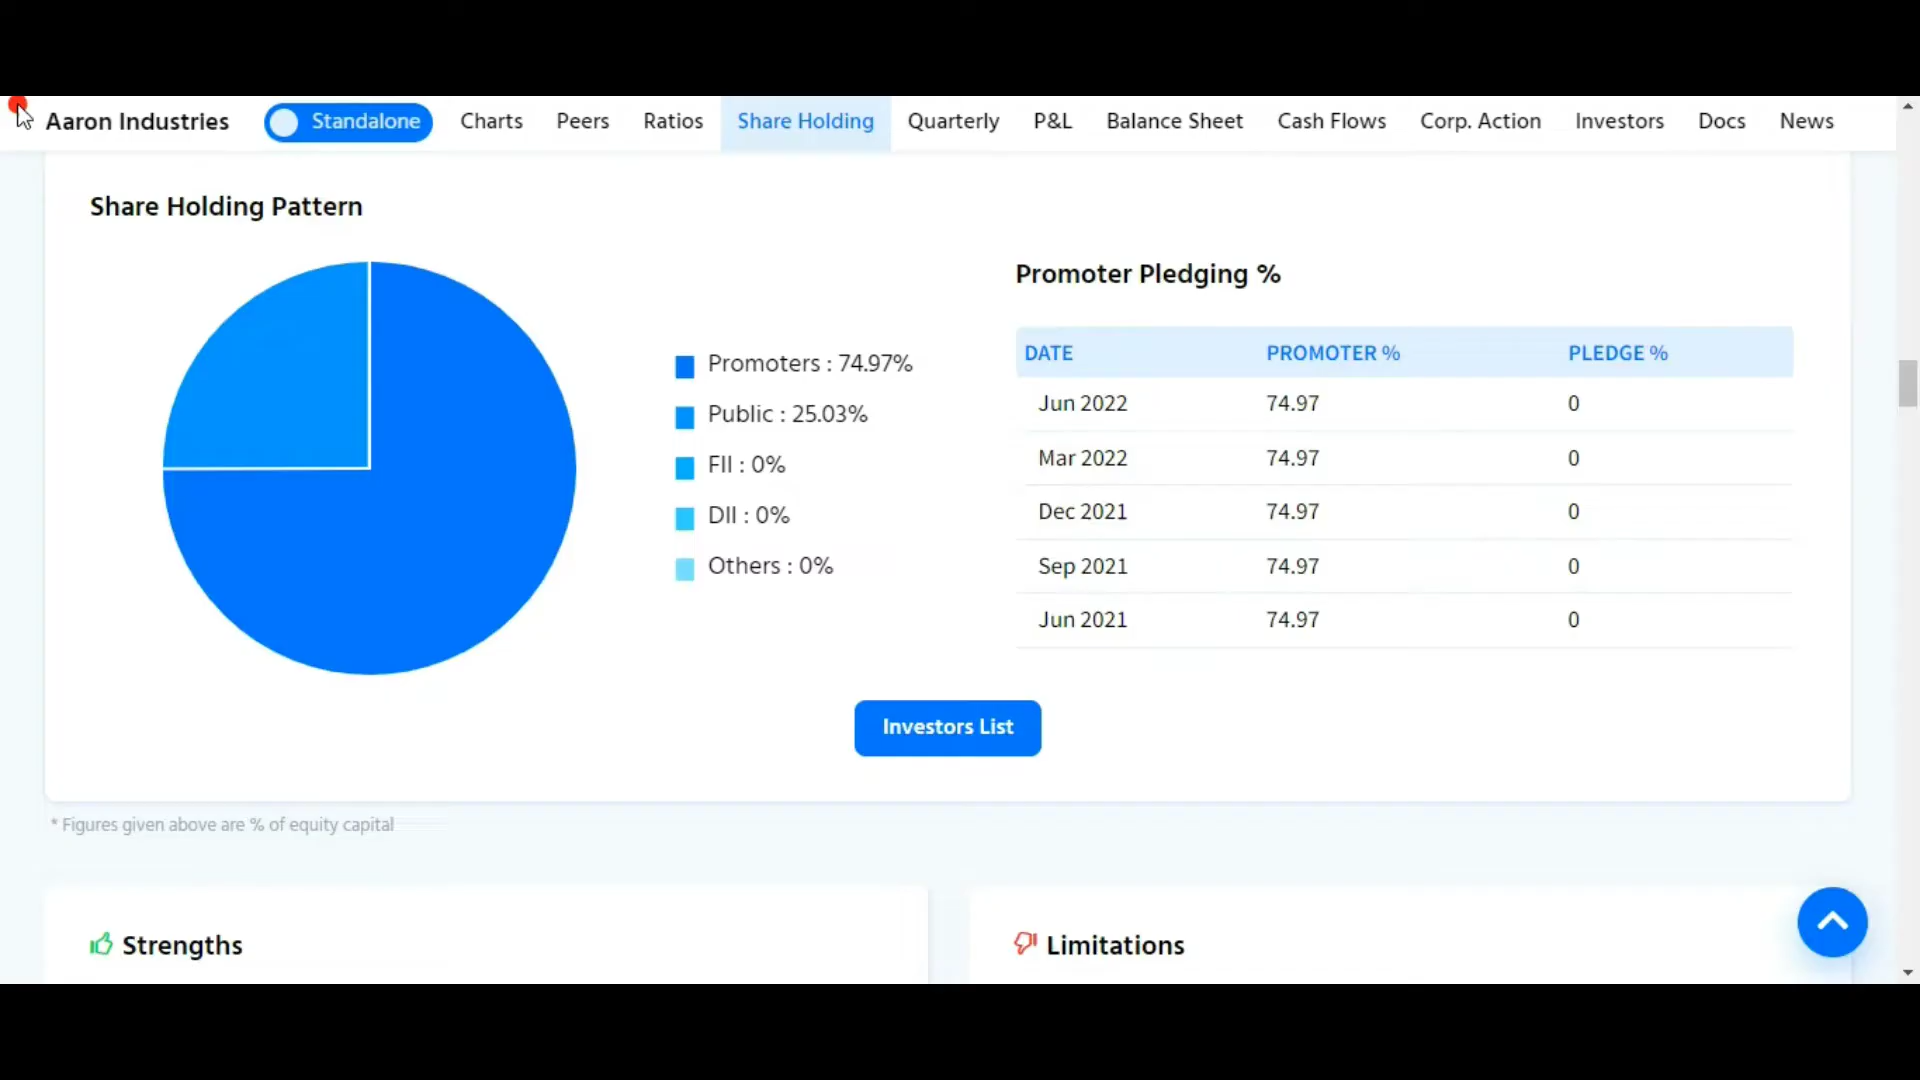 Aaron Industries Standalone Charts Peers Ratios Share Holding Quarterly P&L Balance Sheet Cash Flows Corp. Action Investors Docs News
Share Holding Pattern
Promoters : 74.97%
Public : 25.03%
FII : 0%
DII : 0%
Others : 0%
Promoter Pledging %
DATE PROMOTER % PLEDGE %
Jun 2022 74.97 0
Mar 2022 74.97 0
Dec 2021 74.97 0
Sep 2021 74.97 0
Jun 2021 74.97 0
Investors List
* Figures given above are % of equity capital
Strengths
Limitations